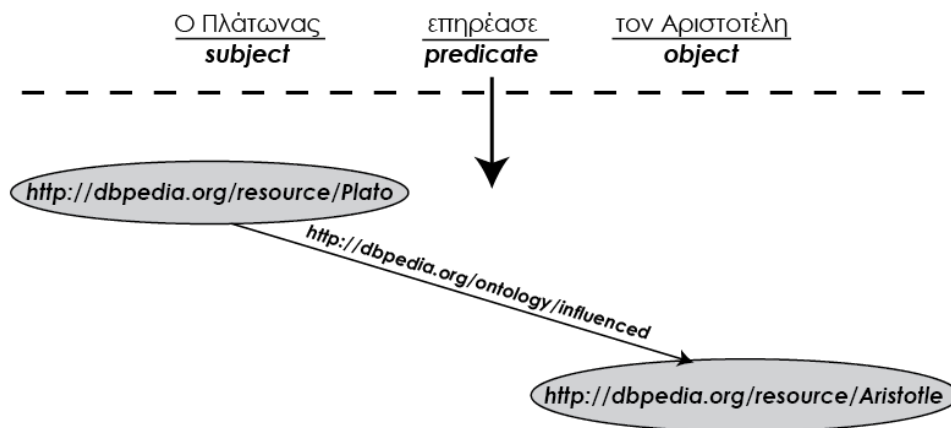 Ο Πλάτωνας επηρέασε τον Αριστοτέλη
subject predicate object
http://dbpedia.org/resource/Plato
http://dbpedia.org/ontology/influenced
http://dbpedia.org/resource/Aristotle